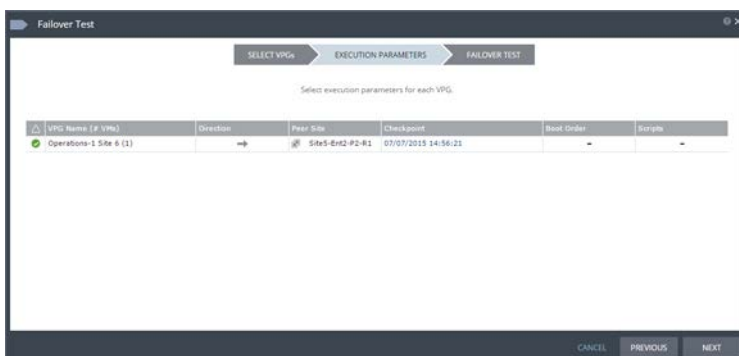 Failover Test
SELECT VPGs
EXECUTION PARAMETERS
FAILOVER TEST
Select execution parameters for each VPG.
VPG Name (# VMs) Direction Peer Site Checkpoint Boot Order Scripts
Operations-1 Site 6 (1) Site5-Ent2-P2-R1 07/07/2015 14:56:21 - -
CANCEL PREVIOUS NEXT